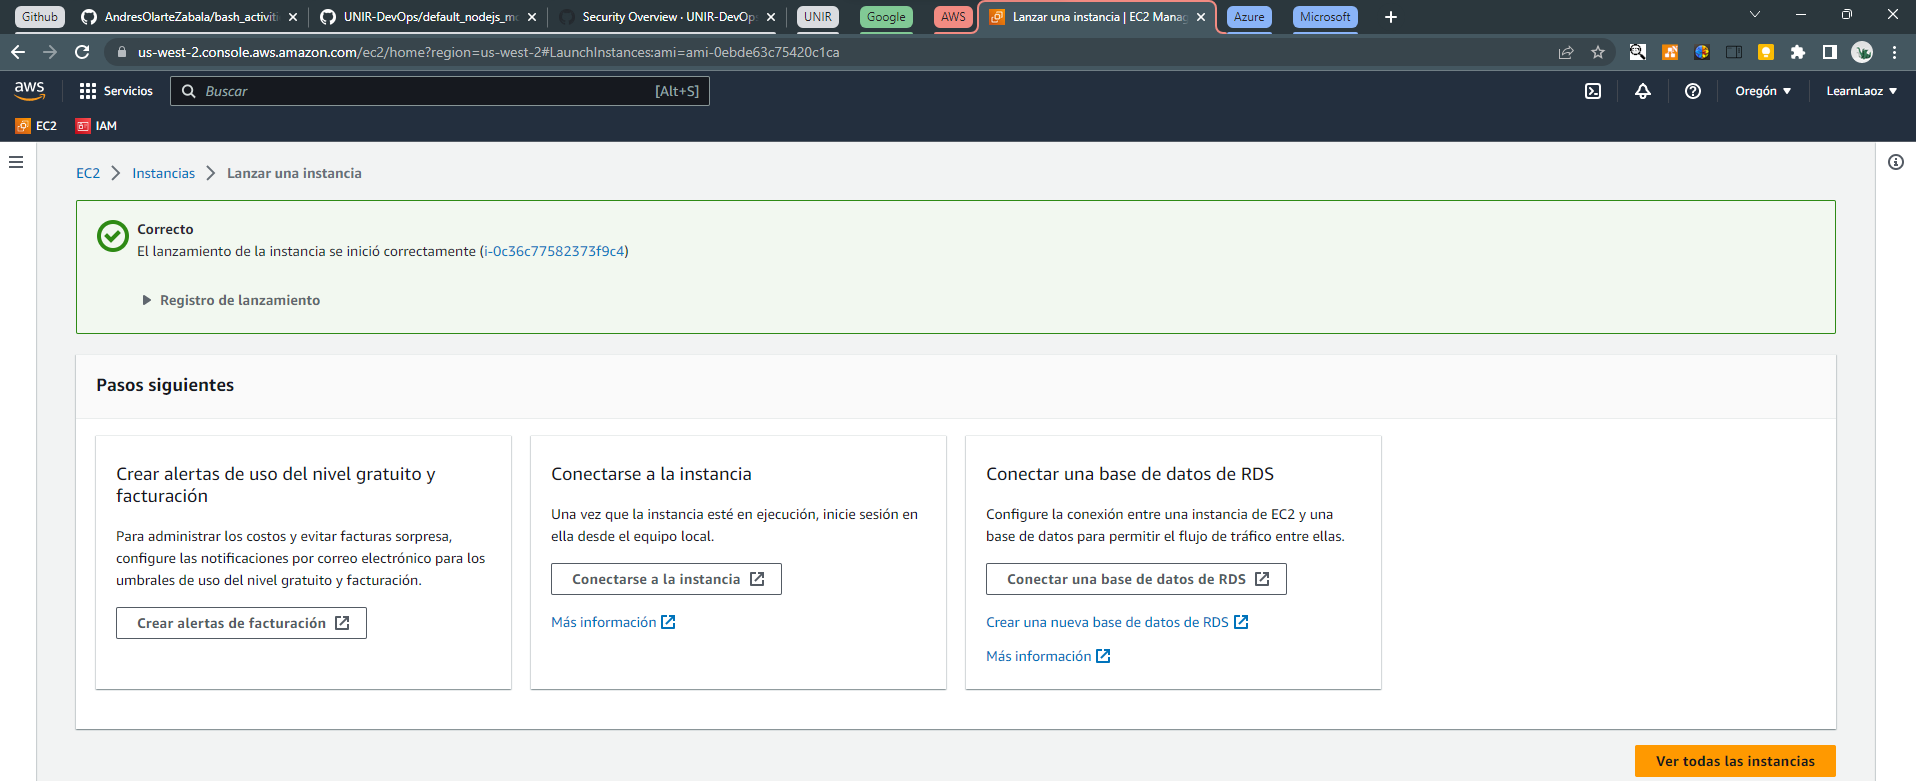 Github
AndresOlarteZabala/bash_activiti
UNIR-DevOps/default_nodejs_mo
Security Overview · UNIR-DevOp
UNIR
Google
AWS
Lanzar una instancia | EC2 Manag
Azure
Microsoft
us-west-2.console.aws.amazon.com/ec2/home?region=us-west-2#LaunchInstances:ami=ami-0ebde63c75420c1ca
aws
Servicios
Buscar
[Alt+S]
Oregón
LearnLaoz
EC2
IAM
EC2
Instancias
Lanzar una instancia
Correcto
El lanzamiento de la instancia se inició correctamente (i-0c36c77582373f9c4)
Registro de lanzamiento
Pasos siguientes
Crear alertas de uso del nivel gratuito y
facturación
Para administrar los costos y evitar facturas sorpresa,
configure las notificaciones por correo electrónico para los
umbrales de uso del nivel gratuito y facturación.
Crear alertas de facturación
Conectarse a la instancia
Una vez que la instancia esté en ejecución, inicie sesión en
ella desde el equipo local.
Conectarse a la instancia
Más información
Conectar una base de datos de RDS
Configure la conexión entre una instancia de EC2 y una
base de datos para permitir el flujo de tráfico entre ellas.
Conectar una base de datos de RDS
Crear una nueva base de datos de RDS
Más información
Ver todas las instancias